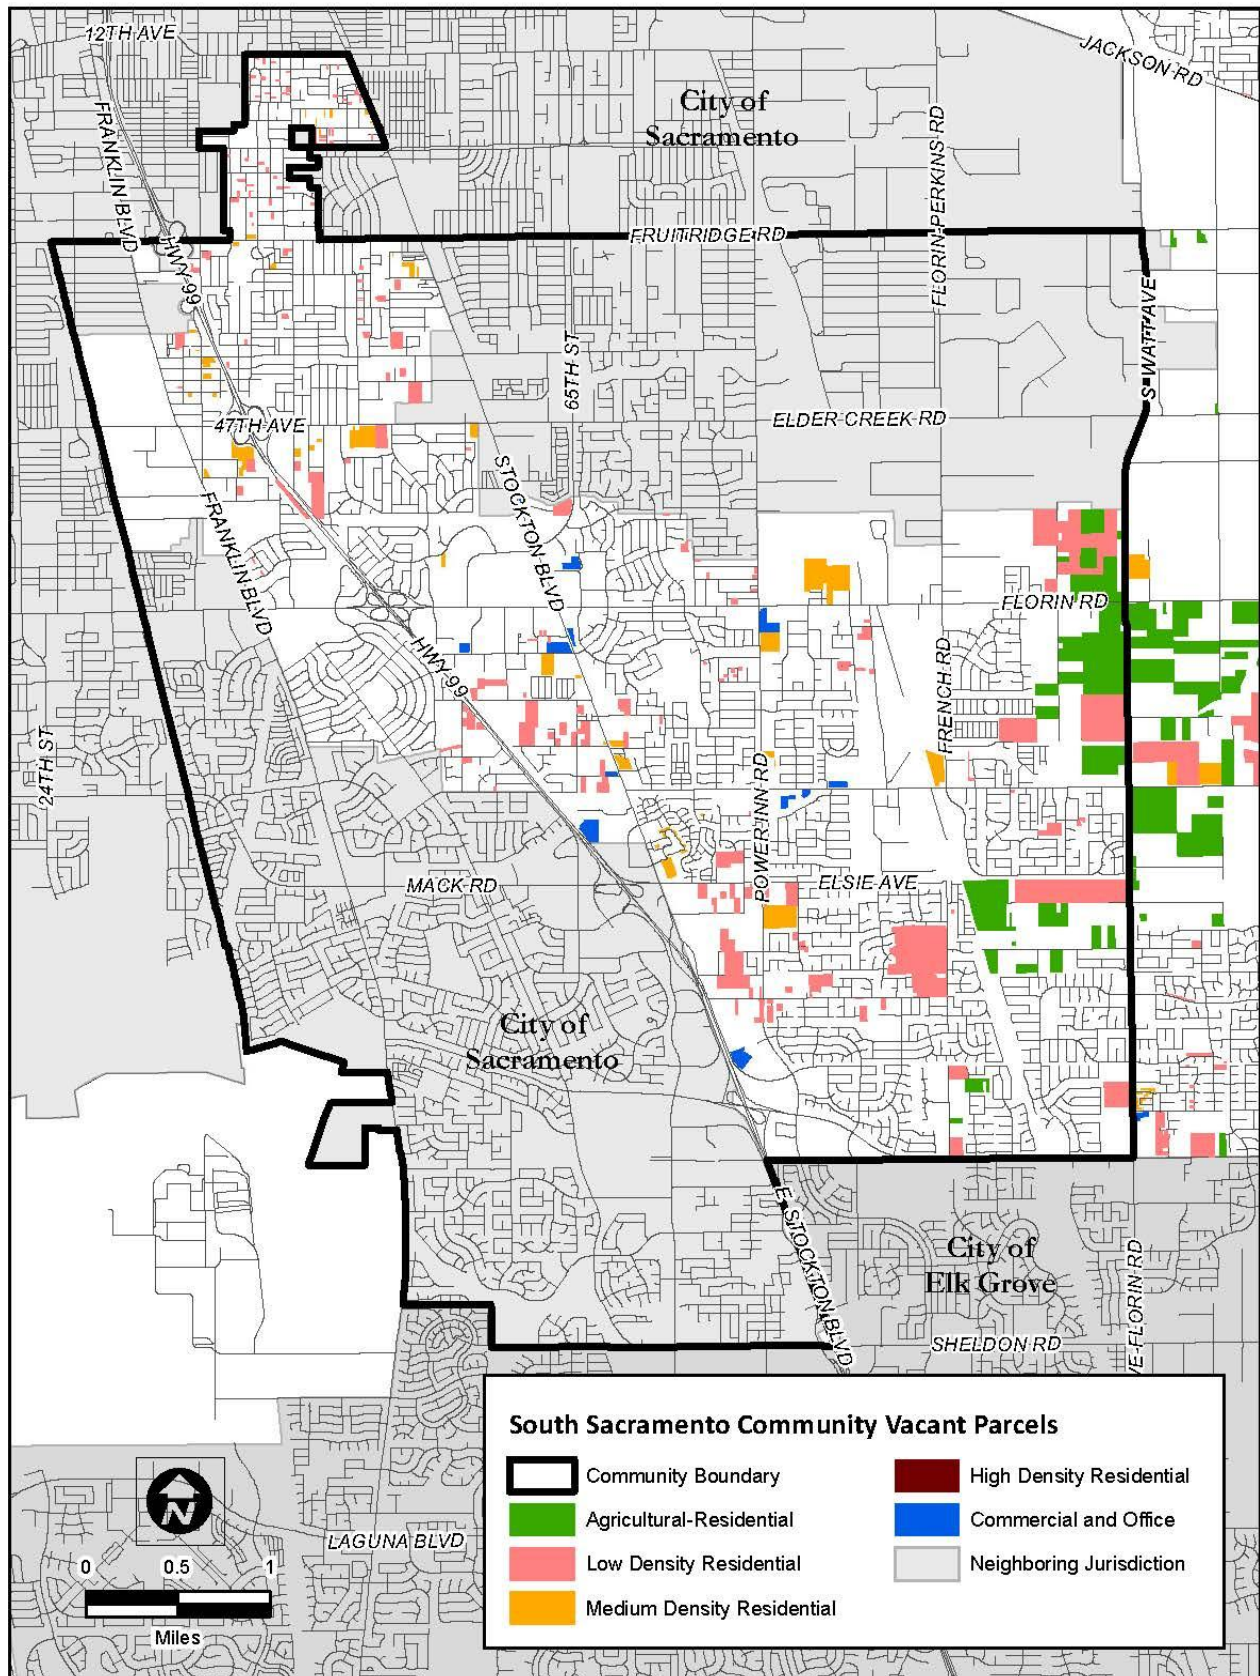 12TH AVE
JACKSON RD
City of
Sacramento
FRANKLIN BLVD
FLORIN-PERKINS RD
FRUITRIDGE RD
HWY 99
S WATT AVE
65TH ST
47TH AVE
ELDER CREEK RD
STOCKTON BLVD
FRANKLIN BLVD
FLORIN RD
HWY 99
FRENCH RD
24TH ST
POWER INN RD
MACK RD
ELSIE AVE
City of
Sacramento
E STOCKTON BLVD
City of
Elk Grove
VE-FLORIN RD
SHELDON RD
South Sacramento Community Vacant Parcels
Community Boundary
High Density Residential
Agricultural-Residential
Commercial and Office
Low Density Residential
Neighboring Jurisdiction
Medium Density Residential
N
LAGUNA BLVD
0 0.5 1
Miles